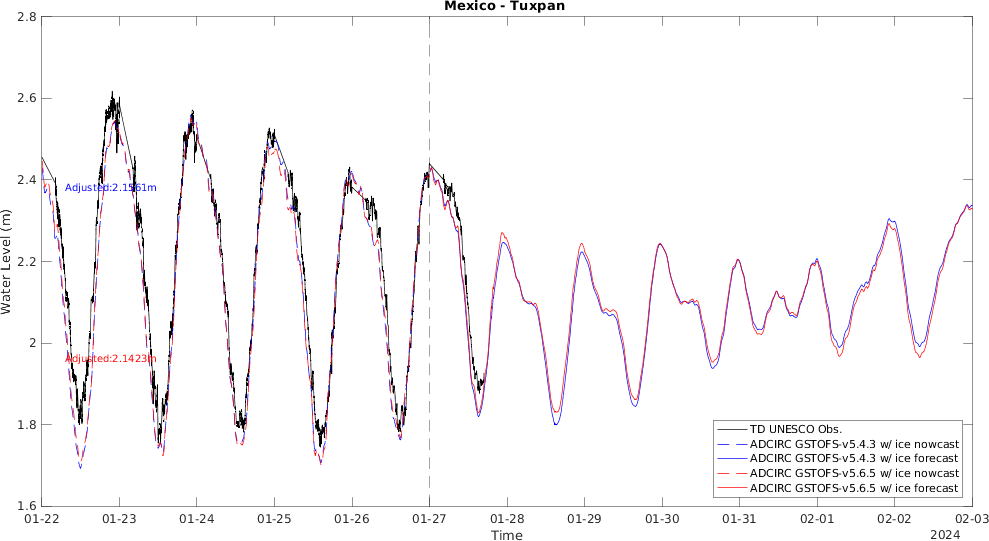 Mexico - Tuxpan
2.8
2.6
2.4
2.2
2
1.8
1.6
Water Level (m)
Adjusted:2.1561m
Adjusted:2.1423m
TD UNESCO Obs.
ADCIRC GSTOFS-v5.4.3 w/ ice nowcast
ADCIRC GSTOFS-v5.4.3 w/ ice forecast
ADCIRC GSTOFS-v5.6.5 w/ ice nowcast
ADCIRC GSTOFS-v5.6.5 w/ ice forecast
01-22 01-23 01-24 01-25 01-26 01-27 01-28 01-29 01-30 01-31 02-01 02-02 02-03
Time
2024